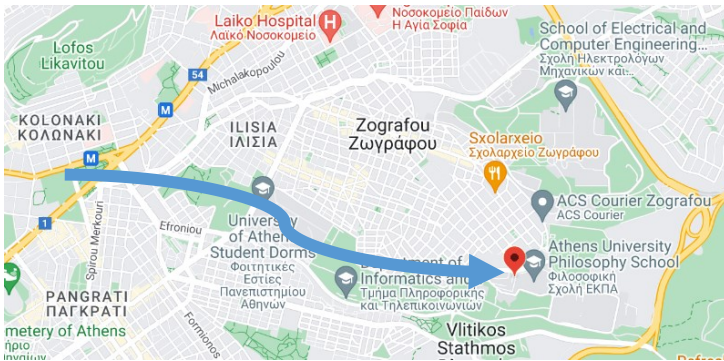 Lofos
Likavitou
Laiko Hospital
Λαϊκό Νοσοκομείο
H
Νοσοκομείο Παίδων
Η Αγία Σοφία
School of Electrical and
Computer Engineering...
Σχολή Ηλεκτρολόγων
Μηχανικών και...
54
Michalakopoulou
M
KOLONAKI
ΚΟΛΩΝΑΚΙ
ILISIA
ΙΛΙΣΙΑ
Zografou
Ζωγράφου
Sxolarxeio
Σχολαρχείο Ζωγράφου
M
ACS Courier Zografou
ACS Courier
1
Spirou Merkouri
Efroniou
University
of Athens
Student Dorms
Φοιτητικές
Εστίες
Πανεπιστημίου
Αθηνών
Department of
Informatics and
Τμήμα Πληροφορικής
και Τηλεπικοινωνιών
Athens University
Philosophy School
Φιλοσοφική
Σχολή ΕΚΠΑ
PANGRATI
ΠΑΓΚΡΑΤΙ
Formionos
metery of Athens
Vlitikos
Stathmos